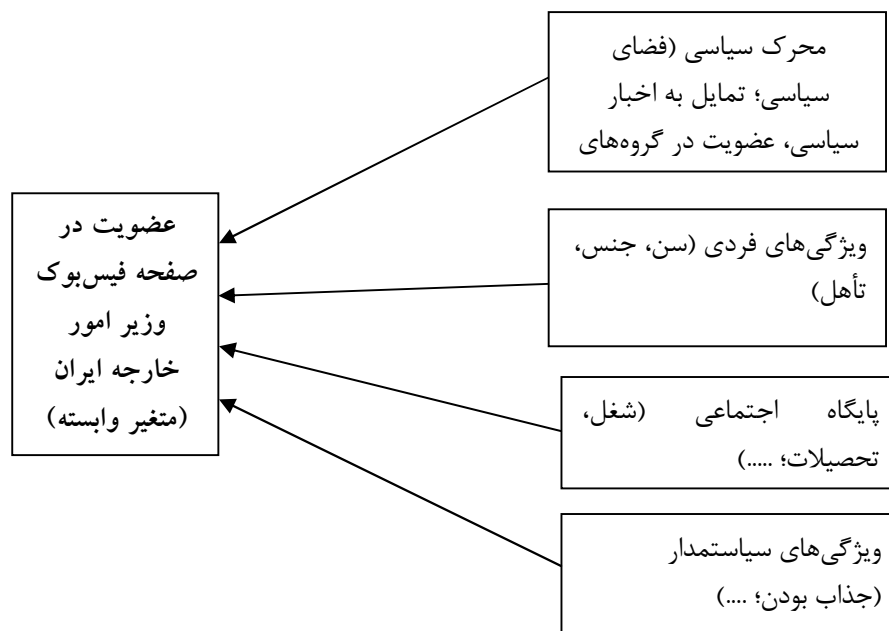 محرک سیاسی (فضای
سیاسی؛ تمایل به اخبار
سیاسی، عضویت در گروه‌های
ویژگی‌های فردی (سن، جنس،
تأهل)
پایگاه اجتماعی (شغل،
تحصیلات؛ .....)
ویژگی‌های سیاستمدار
(جذاب بودن؛ ....)
عضویت در
صفحه فیس‌بوک
وزیر امور
خارجه ایران
(متغیر وابسته)